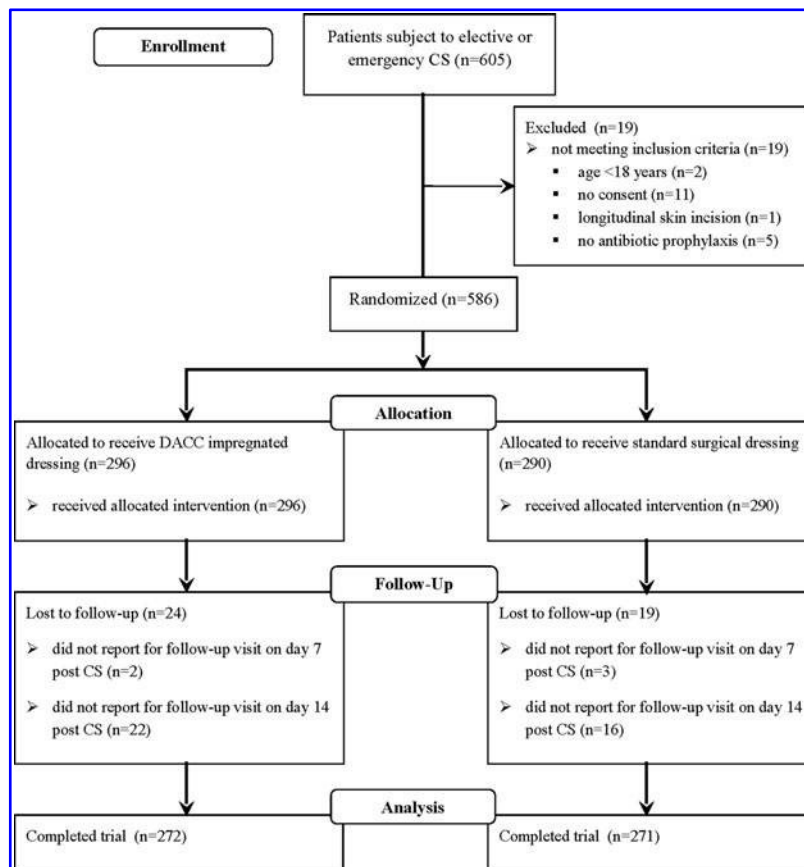 Enrollment
Patients subject to elective or
emergency CS (n=605)
Excluded (n=19)
➢ not meeting inclusion criteria (n=19)
▪ age <18 years (n=2)
▪ no consent (n=11)
▪ longitudinal skin incision (n=1)
▪ no antibiotic prophylaxis (n=5)
Randomized (n=586)
Allocation
Allocated to receive DACC impregnated
dressing (n=296)
➢ received allocated intervention (n=296)
Allocated to receive standard surgical dressing
(n=290)
➢ received allocated intervention (n=290)
Follow-Up
Lost to follow-up (n=24)
➢ did not report for follow-up visit on day 7
post CS (n=2)
➢ did not report for follow-up visit on day 14
post CS (n=22)
Lost to follow-up (n=19)
➢ did not report for follow-up visit on day 7
post CS (n=3)
➢ did not report for follow-up visit on day 14
post CS (n=16)
Analysis
Completed trial (n=272)
Completed trial (n=271)